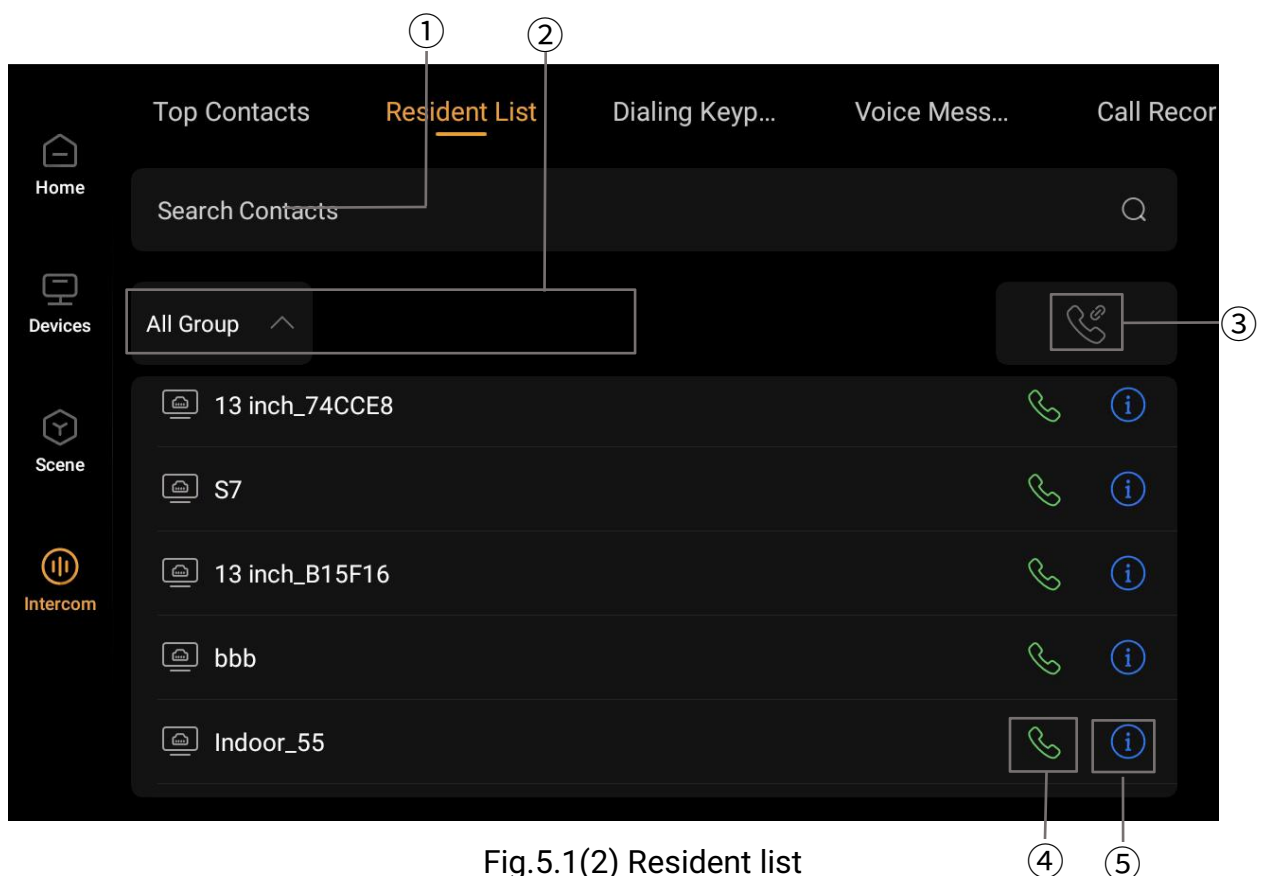 ① ②
Top Contacts Resident List Dialing Keyp... Voice Mess... Call Recor
Home
Search Contacts
Devices
All Group
③
13 inch_74CCE8
Scene
S7
13 inch_B15F16
Intercom
bbb
Indoor_55
④ ⑤
Fig.5.1(2) Resident list